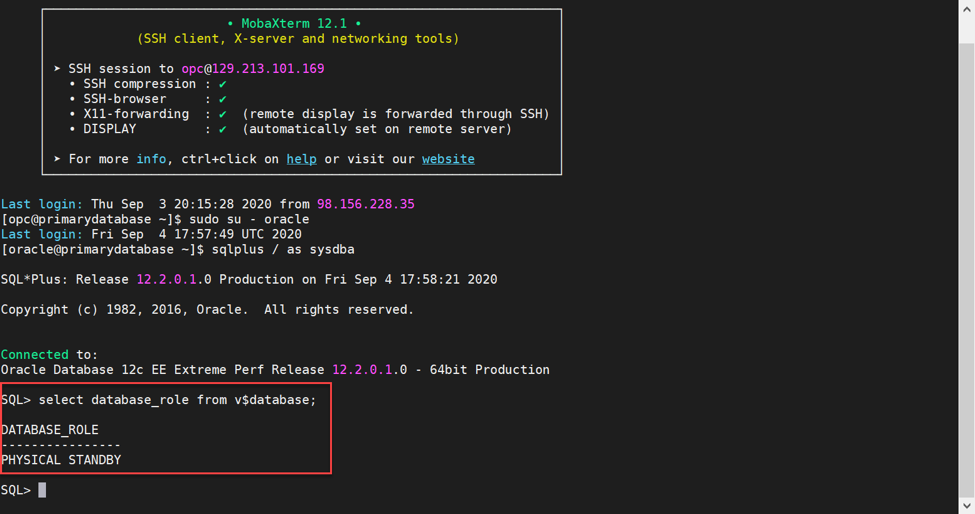 • MobaXterm 12.1 •
(SSH client, X-server and networking tools)
➤ SSH session to opc@129.213.101.169
• SSH compression : ✔
• SSH-browser : ✔
• X11-forwarding : ✔ (remote display is forwarded through SSH)
• DISPLAY : ✔ (automatically set on remote server)
➤ For more info, ctrl+click on help or visit our website
Last login: Thu Sep  3 20:15:28 2020 from 98.156.228.35
[opc@primarydatabase ~]$ sudo su - oracle
Last login: Fri Sep  4 17:57:49 UTC 2020
[oracle@primarydatabase ~]$ sqlplus / as sysdba
SQL*Plus: Release 12.2.0.1.0 Production on Fri Sep 4 17:58:21 2020
Copyright (c) 1982, 2016, Oracle.  All rights reserved.
Connected to:
Oracle Database 12c EE Extreme Perf Release 12.2.0.1.0 - 64bit Production
SQL> select database_role from v$database;
DATABASE_ROLE
----------------
PHYSICAL STANDBY
SQL>